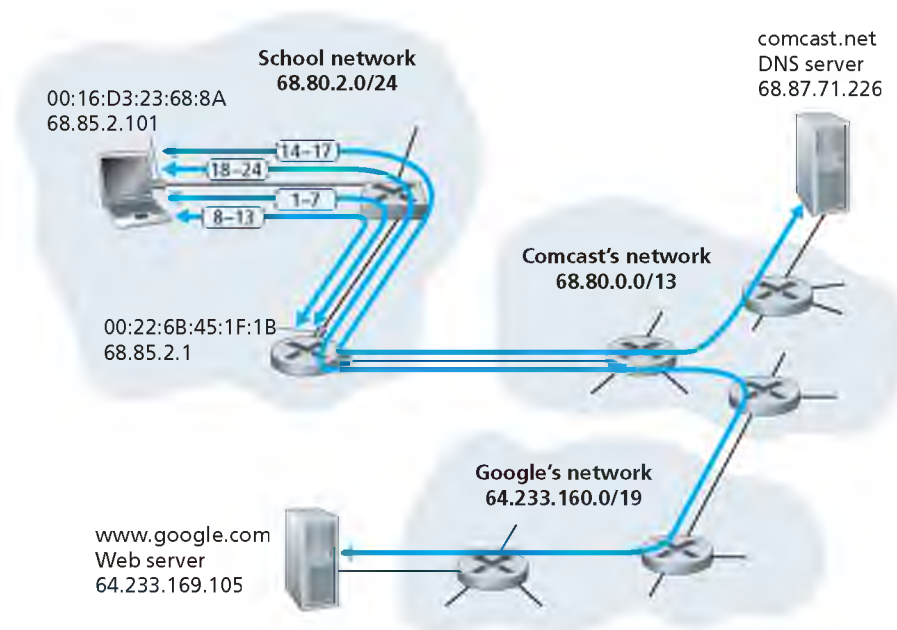 School network
68.80.2.0/24
00:16:D3:23:68:8A
68.85.2.101
14–17
18–24
1–7
8–13
00:22:6B:45:1F:1B
68.85.2.1
comcast.net
DNS server
68.87.71.226
Comcast's network
68.80.0.0/13
Google's network
64.233.160.0/19
www.google.com
Web server
64.233.169.105